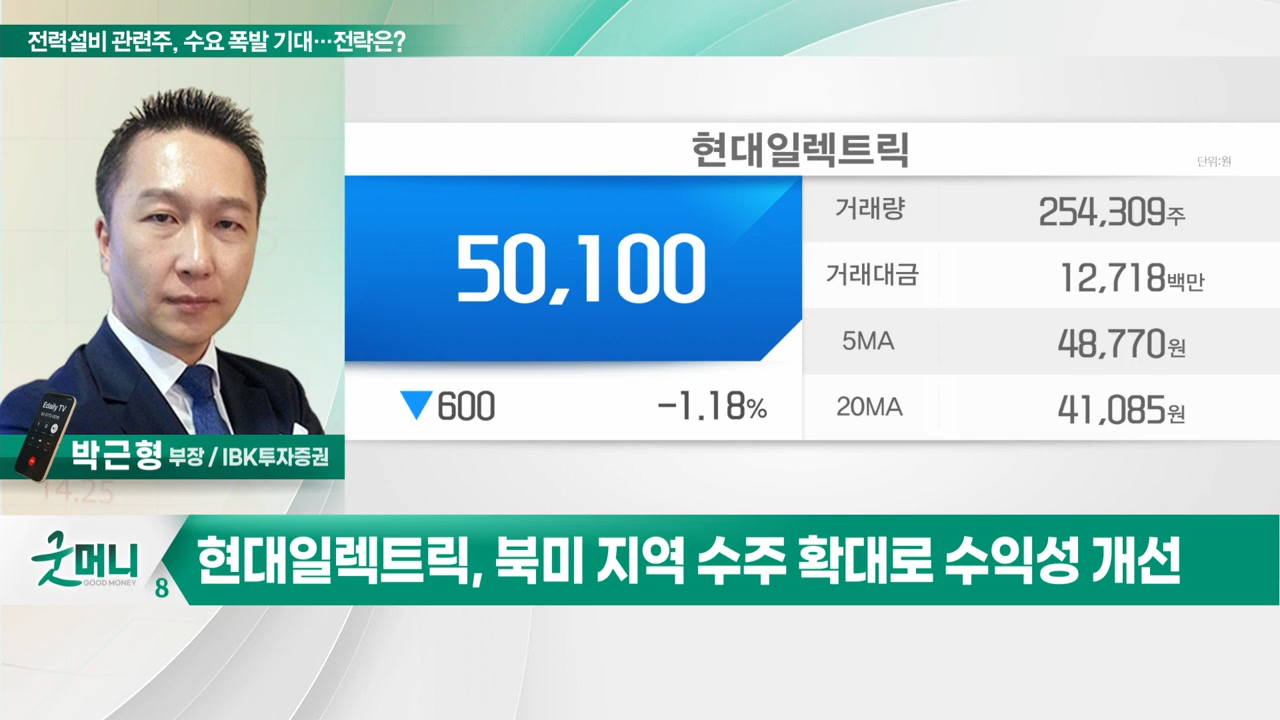 전력설비 관련주, 수요 폭발 기대…전략은?
현대일렉트릭
단위:원
50,100
▼600 -1.18%
거래량 254,309주
거래대금 12,718백만
5MA 48,770원
20MA 41,085원
Edaily TV
박근형 부장 / IBK투자증권
14.25
굿머니
GOOD MONEY
8
현대일렉트릭, 북미 지역 수주 확대로 수익성 개선